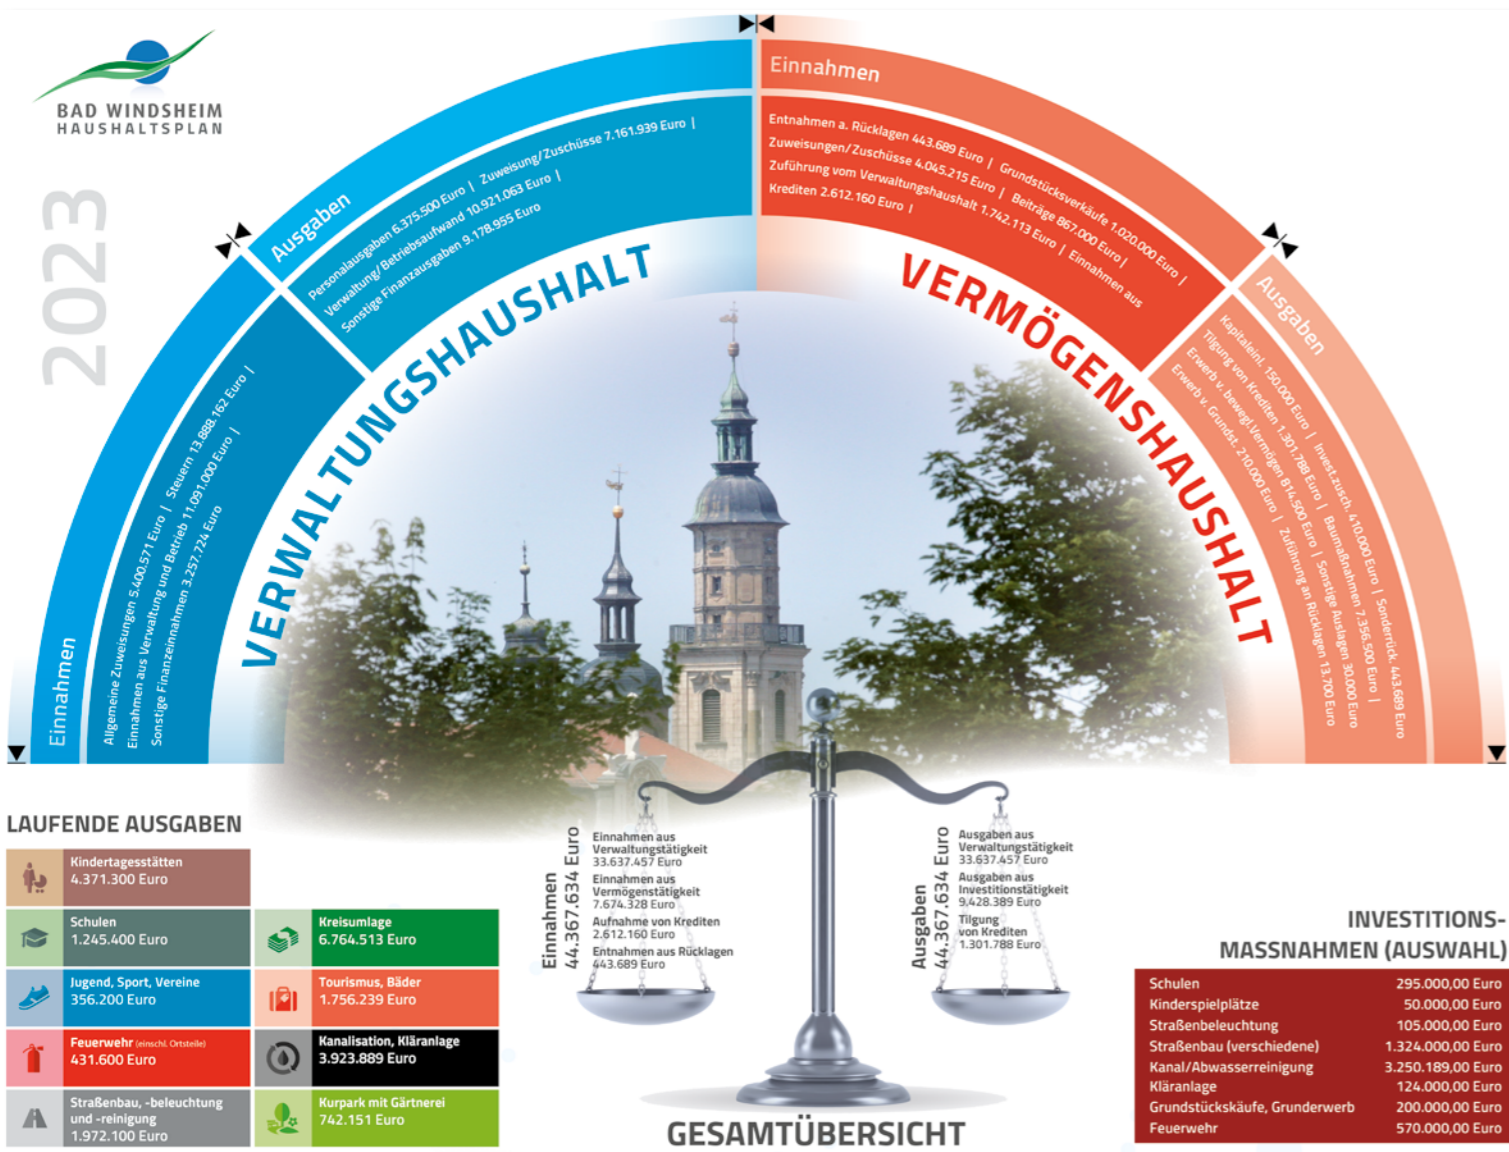 BAD WINDSHEIM
HAUSHALTSPLAN
2023
Einnahmen
Allgemeine Zuweisungen 5.400.571 Euro | Steuern 13.888.162 Euro |
Einnahmen aus Verwaltung und Betrieb 11.091.000 Euro |
Sonstige Finanzeinnahmen 3.257.724 Euro
Ausgaben
Personalausgaben 6.375.500 Euro | Zuweisung/Zuschüsse 7.161.939 Euro |
Verwaltung/Betriebsaufwand 10.921.063 Euro |
Sonstige Finanzausgaben 9.178.955 Euro
VERWALTUNGSHAUSHALT
Einnahmen
Entnahmen a. Rücklagen 443.689 Euro | Grundstücksverkäufe 1.020.000 Euro |
Zuweisungen/Zuschüsse 4.045.215 Euro | Beiträge 867.000 Euro |
Zuführung vom Verwaltungshaushalt 1.742.113 Euro | Einnahmen aus
Krediten 2.612.160 Euro |
Ausgaben
Kapitaleinl. 150.000 Euro | Invest.zusch. 410.000 Euro | Sonderrück. 443.689 Euro
Tilgung von Krediten 1.301.788 Euro | Baumaßnahmen 7.356.500 Euro |
Erwerb v. bewegl.Vermögen 814.500 Euro | Sonstige Auslagen 30.000 Euro
Erwerb v. Grundst. 210.000 Euro | Zuführung an Rücklagen 13.700 Euro
VERMÖGENSHAUSHALT
LAUFENDE AUSGABEN
Kindertagesstätten
4.371.300 Euro
Schulen
1.245.400 Euro
Kreisumlage
6.764.513 Euro
Jugend, Sport, Vereine
356.200 Euro
Tourismus, Bäder
1.756.239 Euro
Feuerwehr (einschl. Ortsteile)
431.600 Euro
Kanalisation, Kläranlage
3.923.889 Euro
Straßenbau, -beleuchtung
und -reinigung
1.972.100 Euro
Kurpark mit Gärtnerei
742.151 Euro
Einnahmen
44.367.634 Euro
Einnahmen aus
Verwaltungstätigkeit
33.637.457 Euro
Einnahmen aus
Vermögenstätigkeit
7.674.328 Euro
Aufnahme von Krediten
2.612.160 Euro
Entnahmen aus Rücklagen
443.689 Euro
Ausgaben
44.367.634 Euro
Ausgaben aus
Verwaltungstätigkeit
33.637.457 Euro
Ausgaben aus
Investitionstätigkeit
9.428.389 Euro
Tilgung
von Krediten
1.301.788 Euro
GESAMTÜBERSICHT
INVESTITIONS-
MASSNAHMEN (AUSWAHL)
Schulen 295.000,00 Euro
Kinderspielplätze 50.000,00 Euro
Straßenbeleuchtung 105.000,00 Euro
Straßenbau (verschiedene) 1.324.000,00 Euro
Kanal/Abwasserreinigung 3.250.189,00 Euro
Kläranlage 124.000,00 Euro
Grundstückskäufe, Grunderwerb 200.000,00 Euro
Feuerwehr 570.000,00 Euro